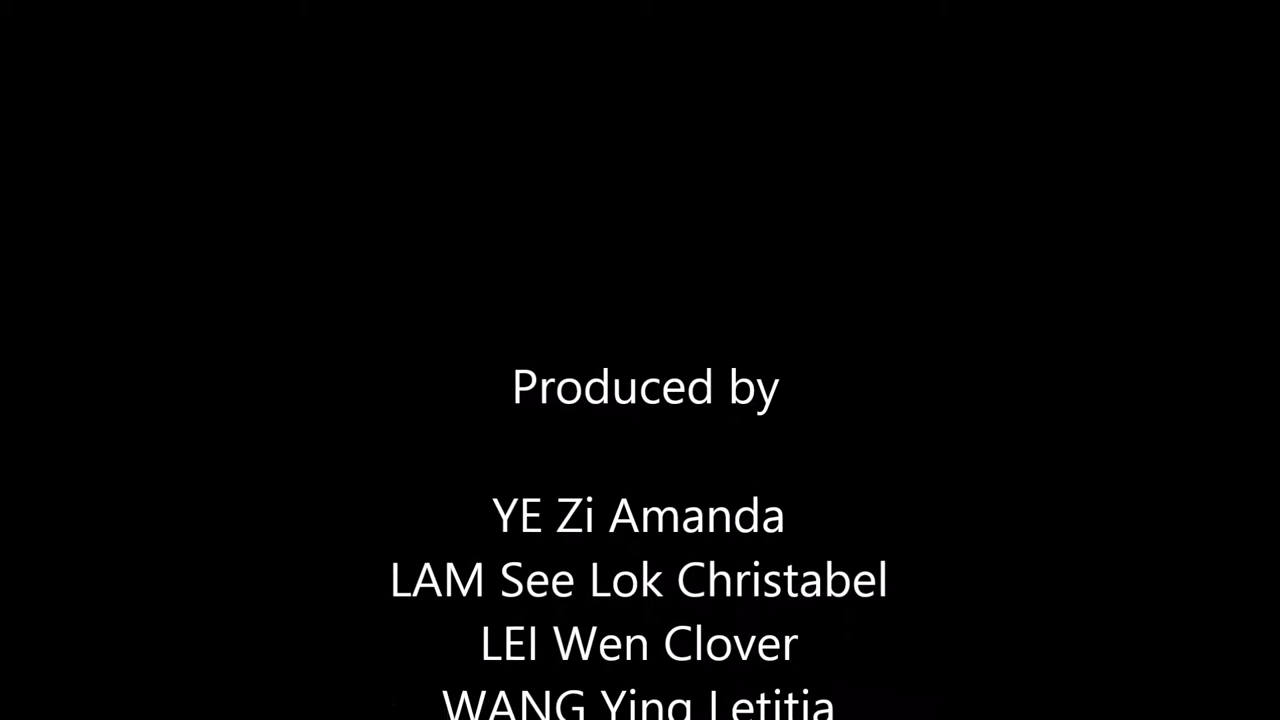 Produced by
YE Zi Amanda
LAM See Lok Christabel
LEI Wen Clover
WANG Ying Letitia